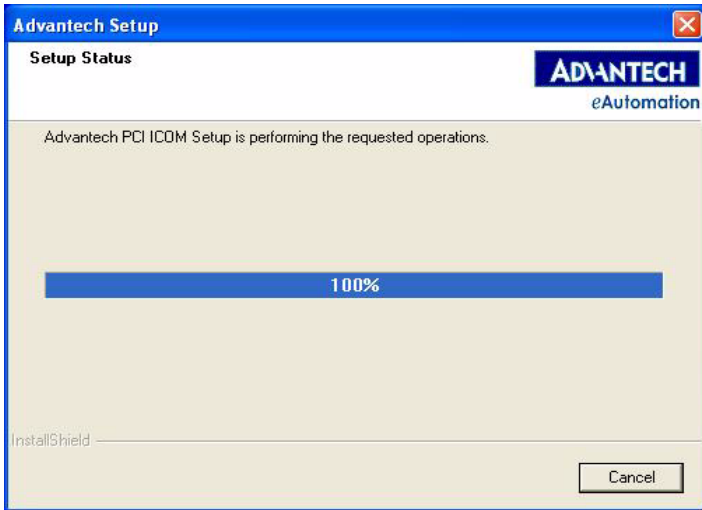 Advantech Setup
Setup Status
ADVANTECH
eAutomation
Advantech PCI ICOM Setup is performing the requested operations.
100%
InstallShield
Cancel